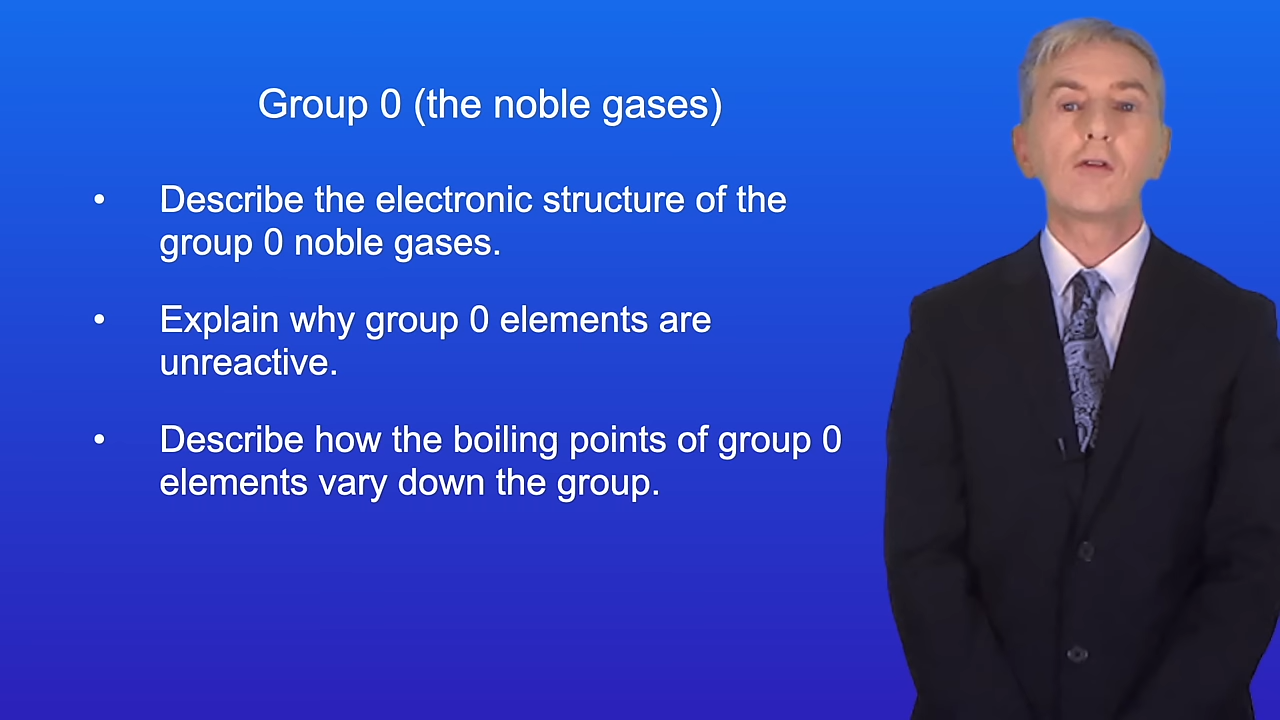 Group 0 (the noble gases)
• Describe the electronic structure of the
group 0 noble gases.
• Explain why group 0 elements are
unreactive.
• Describe how the boiling points of group 0
elements vary down the group.